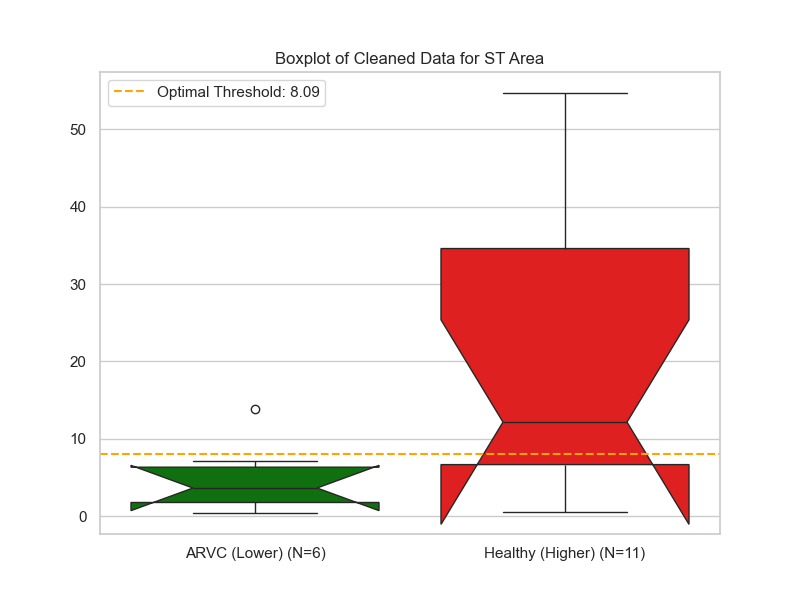 Boxplot of Cleaned Data for ST Area
Optimal Threshold: 8.09
50
40
30
20
10
0
ARVC (Lower) (N=6)
Healthy (Higher) (N=11)